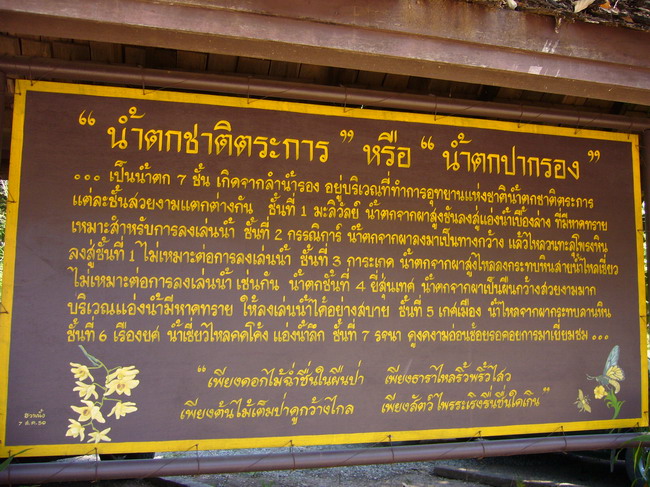 “ น้ำตกชาติตระการ ” หรือ “ น้ำตกปากรอง ”
... เป็นน้ำตก 7 ชั้น เกิดจากลำน้ำรอง อยู่บริเวณที่ทำการอุทยานแห่งชาติน้ำตกชาติตระการ
แต่ละชั้นสวยงามแตกต่างกัน ชั้นที่ 1 มะลิวัลย์ น้ำตกจากผาสูงชันลงสู่แอ่งน้ำเบื้องล่าง ที่มีหาดทราย
เหมาะสำหรับการลงเล่นน้ำ ชั้นที่ 2 กรรณิการ์ น้ำตกจากผาลงมาเป็นทางกว้าง แล้วไหลวนทะลุโพรงหิน
ลงสู่ชั้นที่ 1 ไม่เหมาะต่อการลงเล่นน้ำ ชั้นที่ 3 การะเกด น้ำตกจากผาสูงไหลลงกระทบหินสายน้ำไหลเชี่ยว
ไม่เหมาะต่อการลงเล่นน้ำ เช่นกัน น้ำตกชั้นที่ 4 ยี่สุ่นเทศ น้ำตกจากผาเป็นผืนกว้างสวยงามมาก
บริเวณแอ่งน้ำมีหาดทราย ให้ลงเล่นน้ำได้อย่างสบาย ชั้นที่ 5 เกศเมือง น้ำไหลจากผากระทบลานหิน
ชั้นที่ 6 เรืองยศ น้ำเชี่ยวไหลคดโค้ง แอ่งน้ำลึก ชั้นที่ 7 รจนา ดูงดงามอ่อนช้อยรอคอยการมาเยี่ยมชม ...
“ เพียงดอกไม้ฉ่ำชื่นในผืนป่า เพียงธาราไหลริ้วพริ้วไล้ว
เพียงต้นไม้เต็มป่าดูกว้างไกล เพียงสัตว์ไพรระเริงรื่นชื่นใดเกิน ”
7 ธ.ค. 50